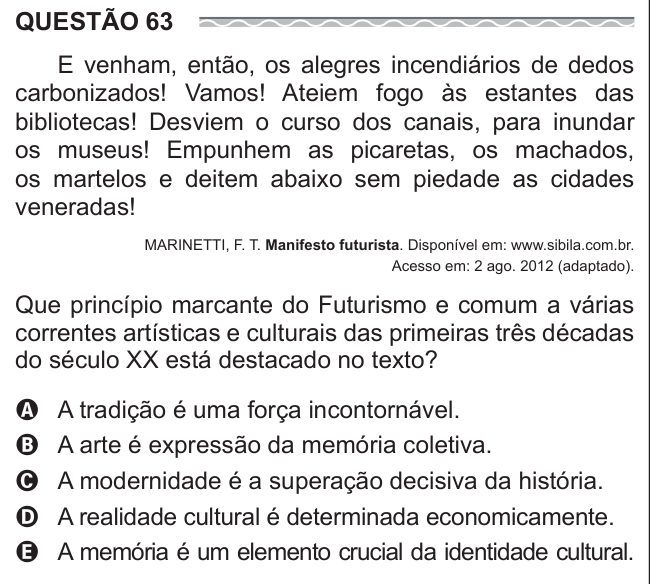 QUESTÃO 63
E venham, então, os alegres incendiários de dedos
carbonizados! Vamos! Ateiem fogo às estantes das
bibliotecas! Desviem o curso dos canais, para inundar
os museus! Empunhem as picaretas, os machados,
os martelos e deitem abaixo sem piedade as cidades
veneradas!
MARINETTI, F. T. Manifesto futurista. Disponível em: www.sibila.com.br.
Acesso em: 2 ago. 2012 (adaptado).
Que princípio marcante do Futurismo e comum a várias
correntes artísticas e culturais das primeiras três décadas
do século XX está destacado no texto?
A A tradição é uma força incontornável.
B A arte é expressão da memória coletiva.
C A modernidade é a superação decisiva da história.
D A realidade cultural é determinada economicamente.
E A memória é um elemento crucial da identidade cultural.